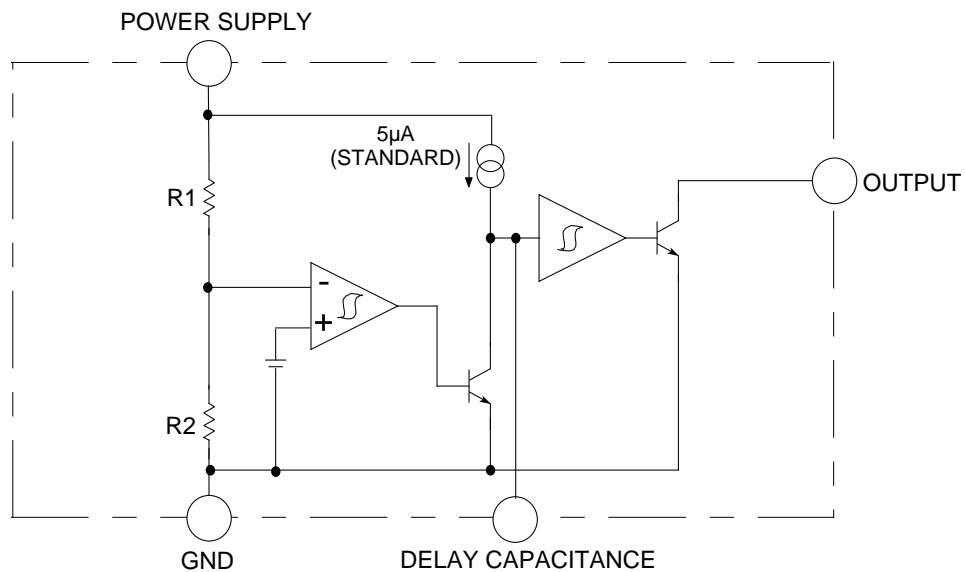 POWER SUPPLY
5µA
(STANDARD)
R1
OUTPUT
-
+
R2
GND
DELAY CAPACITANCE